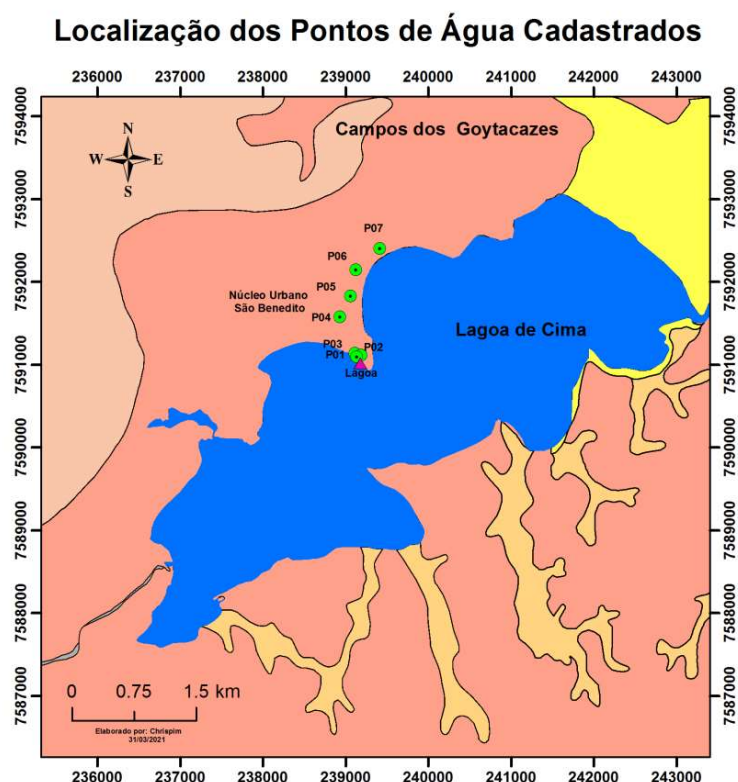 Localização dos Pontos de Água Cadastrados
236000 237000 238000 239000 240000 241000 242000 243000
7594000
7593000
7592000
7591000
7590000
7589000
7588000
7587000
N
W E
S
Campos dos Goytacazes
P07
P06
P05
Núcleo Urbano
São Benedito
P04
P03
P02
P01
Lagoa
Lagoa de Cima
7594000
7593000
7592000
7591000
7590000
7589000
7588000
7587000
0 0.75 1.5 km
Elaborado por: Chrispim
31/03/2021
236000 237000 238000 239000 240000 241000 242000 243000